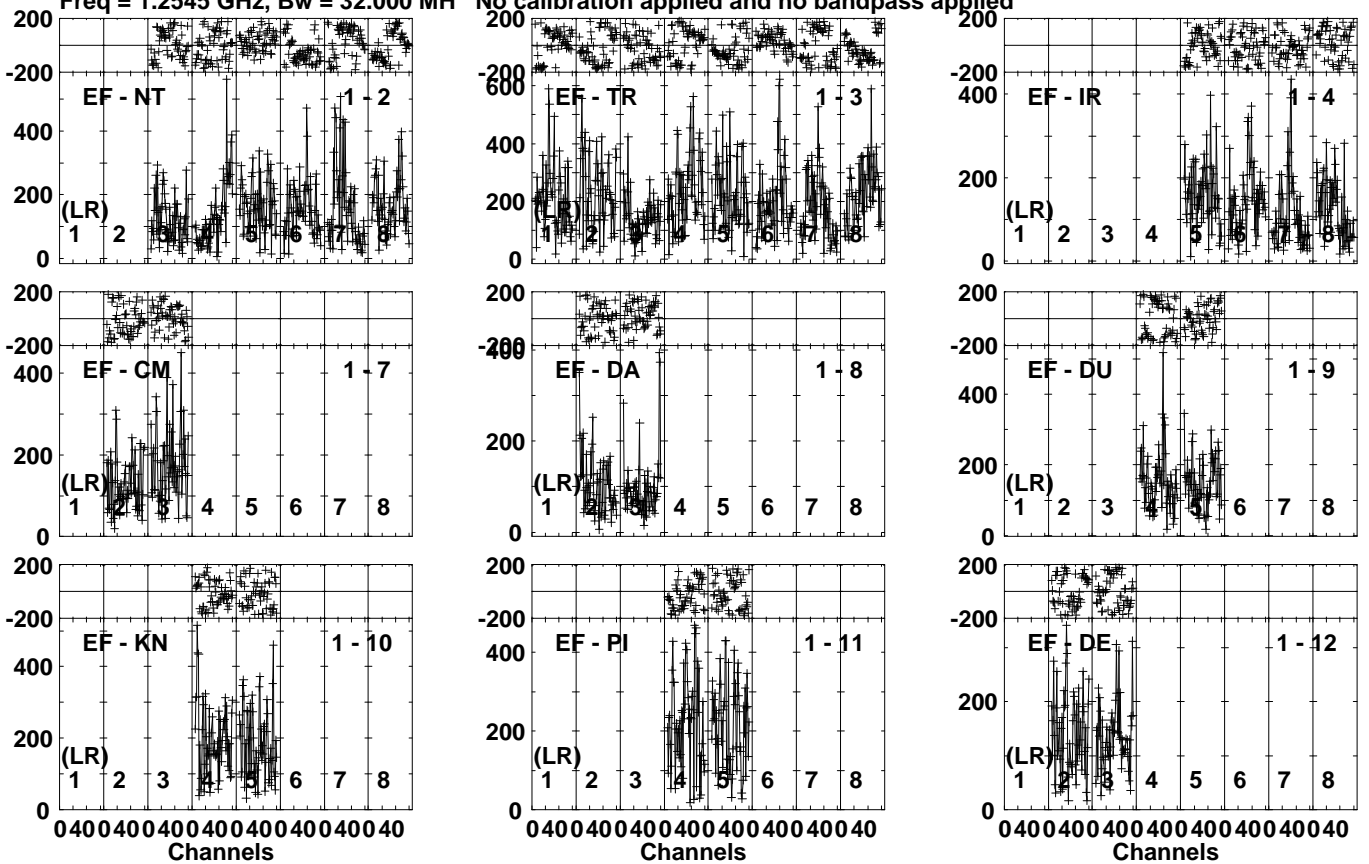 Freq = 1.2545 GHz, Bw = 32.000 MH No calibration applied and no bandpass applied
200 200 200
-200 -200 -200
EF - NT 1 - 2 600 EF - TR 1 - 3 400 EF - IR 1 - 4
400 400
200 200 200
(LR) (LR) (LR)
1 2 3 4 5 6 7 8 1 2 3 4 5 6 7 8 1 2 3 4 5 6 7 8
0 0 0
200 200 200
-200 -200 -200
400 EF - CM 1 - 7 400 EF - DA 1 - 8 EF - DU 1 - 9
400
200 200 200
(LR) (LR) (LR)
1 2 3 4 5 6 7 8 1 2 3 4 5 6 7 8 1 2 3 4 5 6 7 8
0 0 0
200 200 200
-200 -200 -200
EF - KN 1 - 10 EF - PI 1 - 11 EF - DE 1 - 12
400 400
200 200 200
(LR) (LR) (LR)
1 2 3 4 5 6 7 8 1 2 3 4 5 6 7 8 1 2 3 4 5 6 7 8
0 0 0
0 40 0 40 0 40 0 40 0 40 0 40 0 40 0 40 0 40 0 40 0 40 0 40 0 40 0 40 0 40 0 40 0 40 0 40 0 40 0 40 0 40 0 40 0 40 0 40
Channels Channels Channels